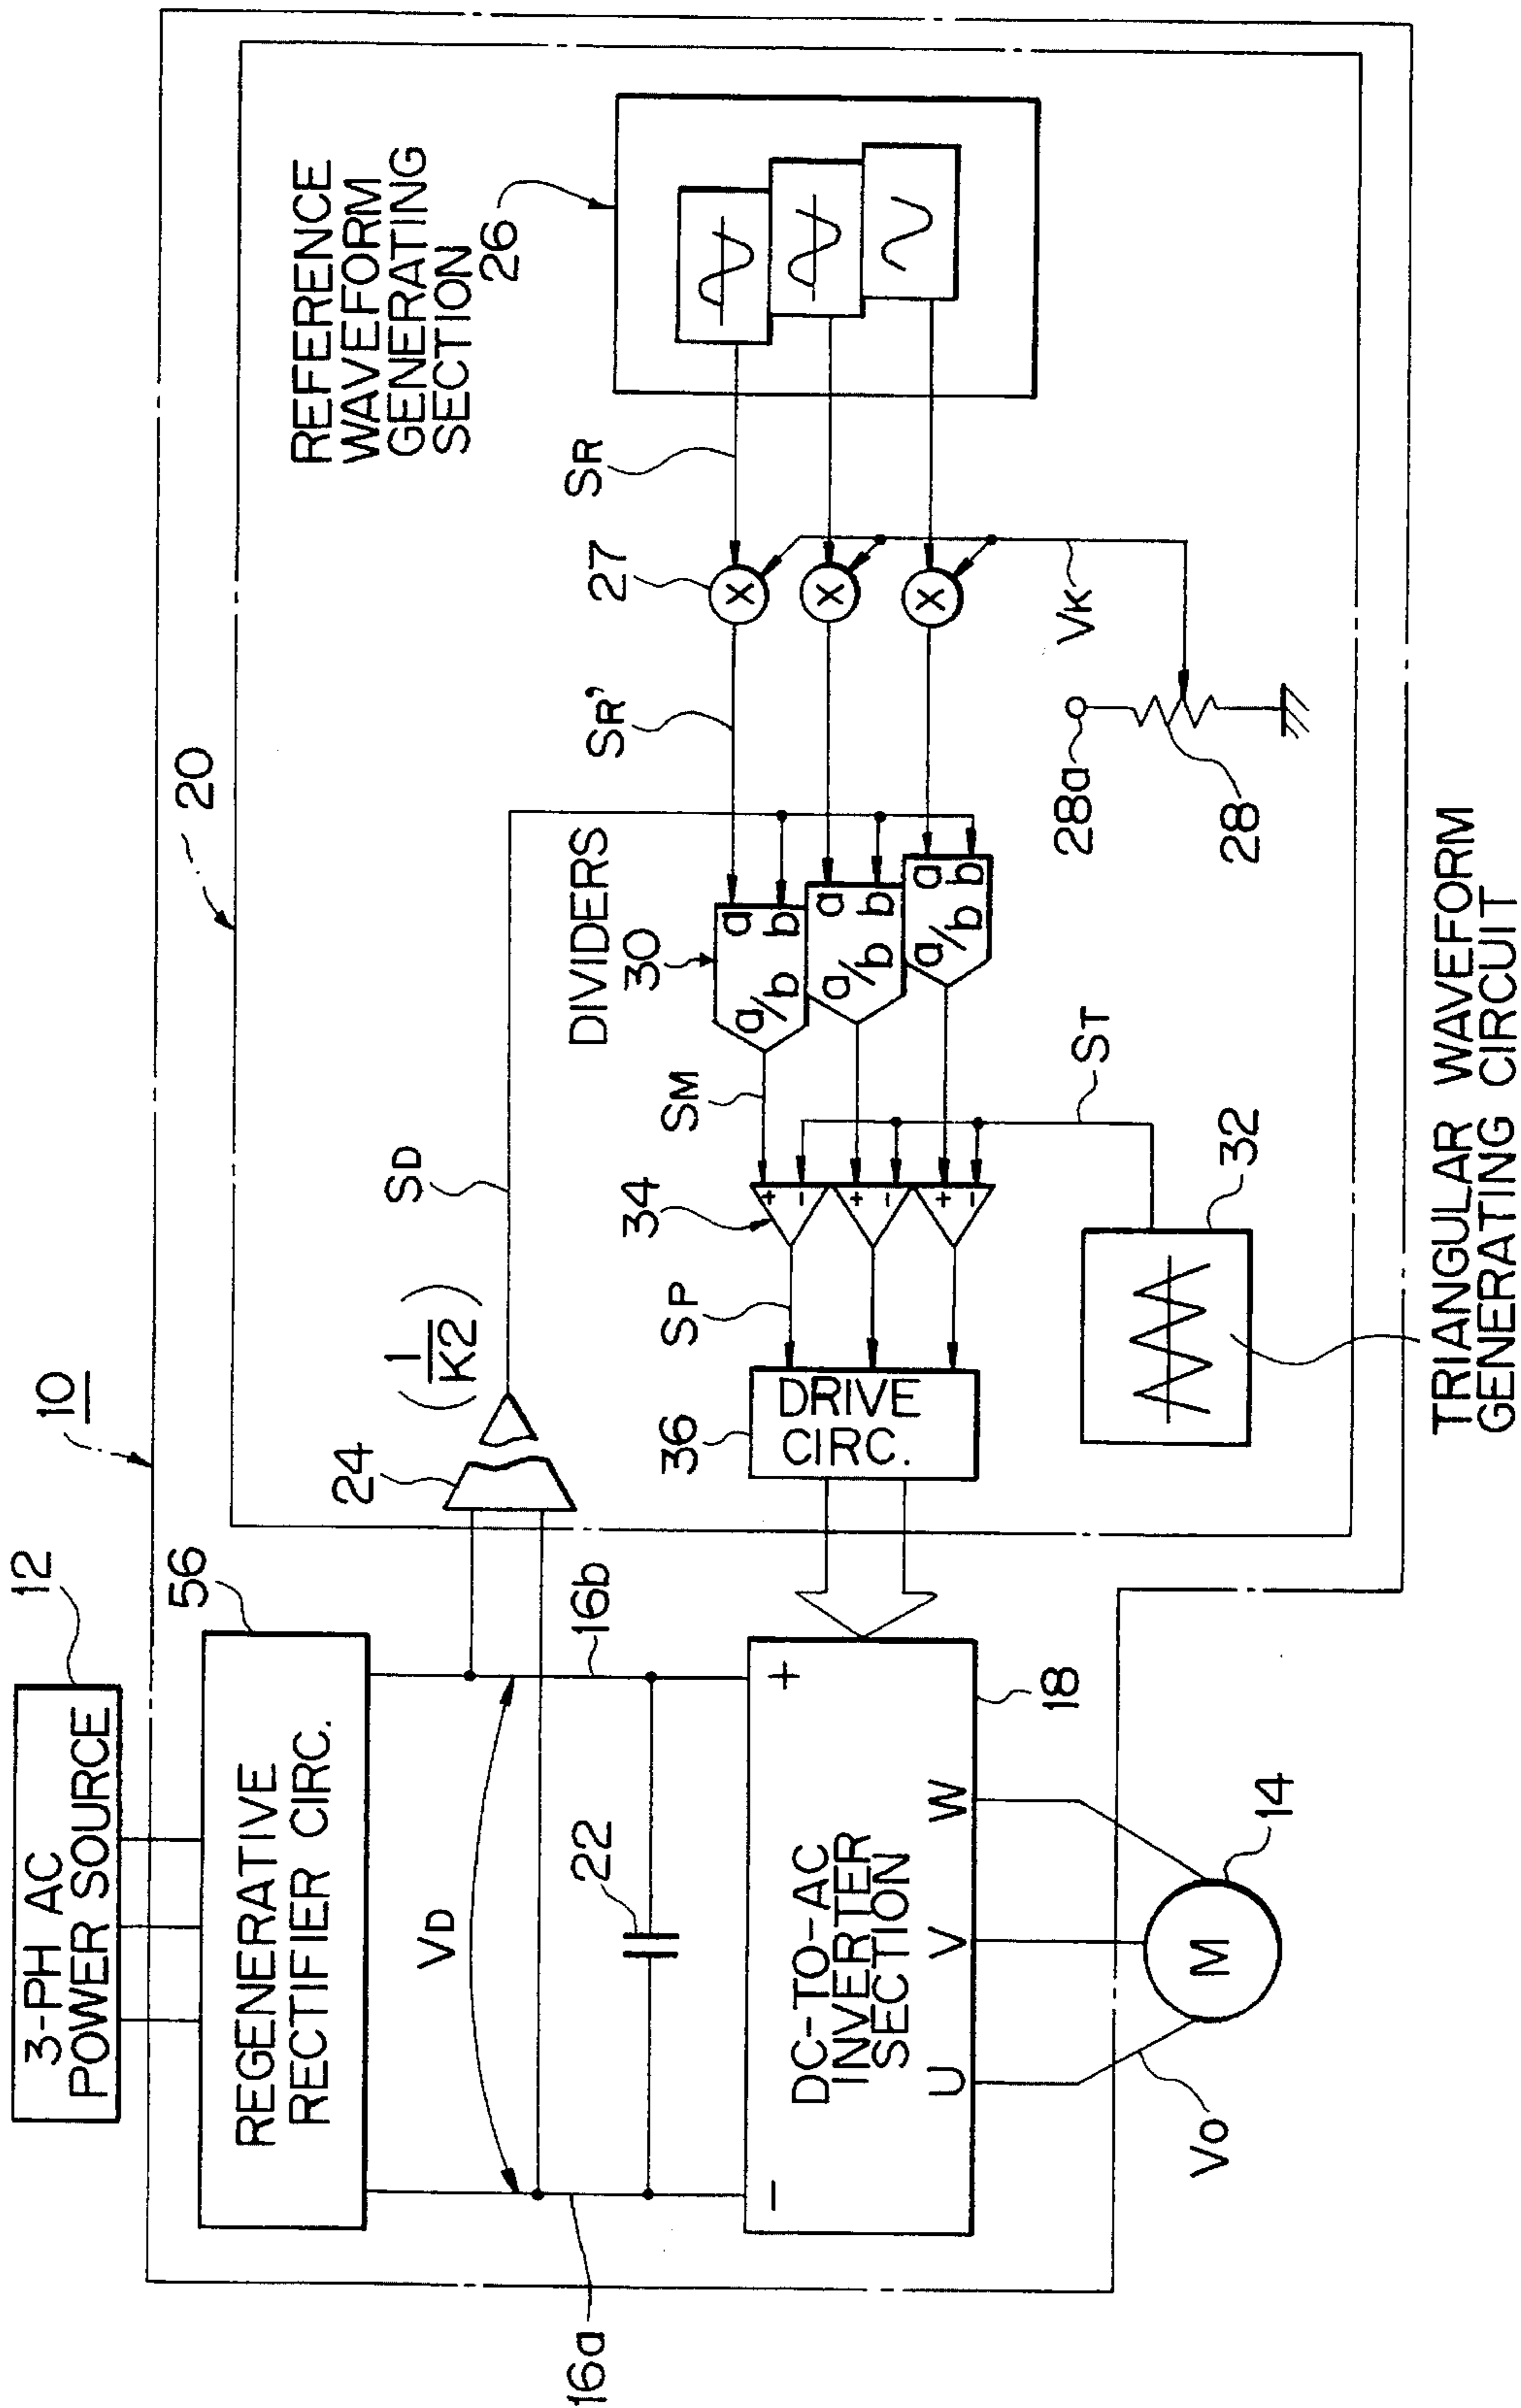 10
12
3-PH AC
POWER SOURCE
56
REGENERATIVE
RECTIFIER CIRC.
VD
16a
16b
22
-
+
DC-TO-AC
INVERTER
SECTION
U
V
W
18
VO
M
14
20
24
(1/K2)
SD
REFERENCE
WAVEFORM
GENERATING
SECTION
26
SR
27
X
X
X
SR'
VK
28a
28
DIVIDERS
30
a
b
a/b
a
b
a/b
a
b
a/b
SM
ST
34
+
-
+
-
+
-
SP
36
DRIVE
CIRC.
32
TRIANGULAR WAVEFORM
GENERATING CIRCUIT